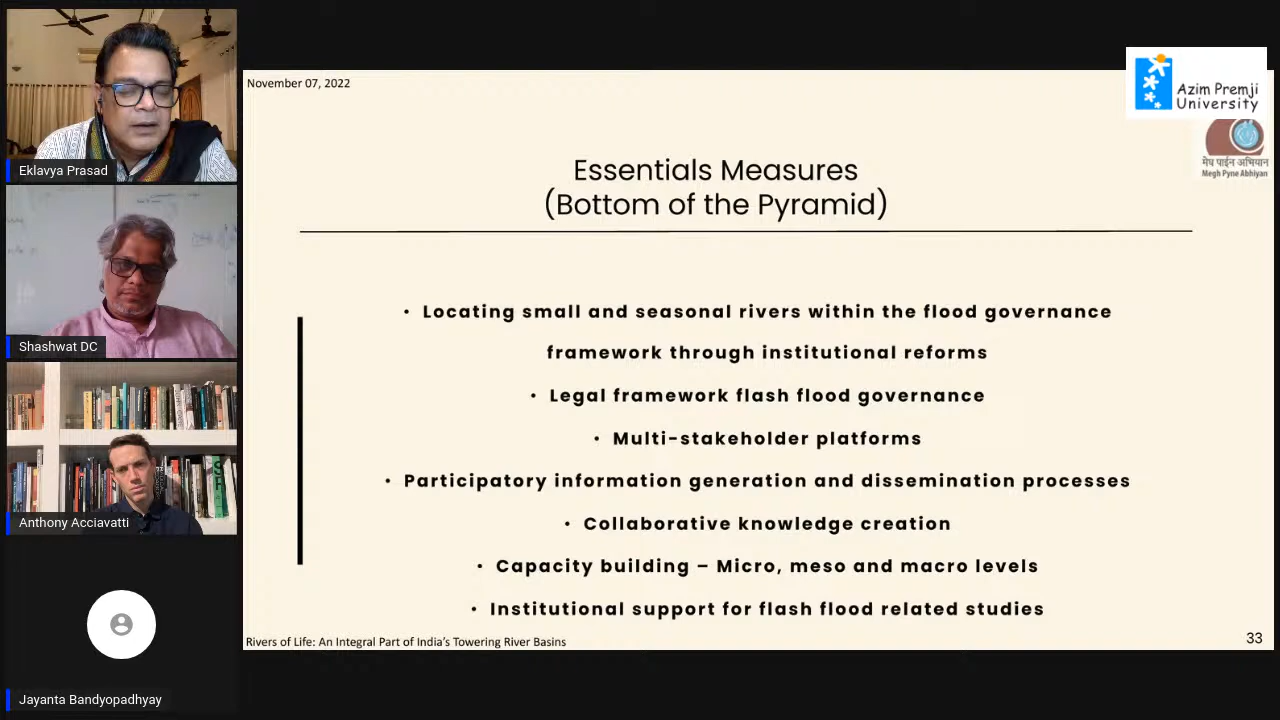 Eklavya Prasad
Shashwat DC
Anthony Acciavatti
Jayanta Bandyopadhyay
November 07, 2022
Azim Premji
University
मेघ पाईन अभियान
Megh Pyne Abhiyan
Essentials Measures
(Bottom of the Pyramid)
• Locating small and seasonal rivers within the flood governance
framework through institutional reforms
• Legal framework flash flood governance
• Multi-stakeholder platforms
• Participatory information generation and dissemination processes
• Collaborative knowledge creation
• Capacity building – Micro, meso and macro levels
• Institutional support for flash flood related studies
Rivers of Life: An Integral Part of India's Towering River Basins
33